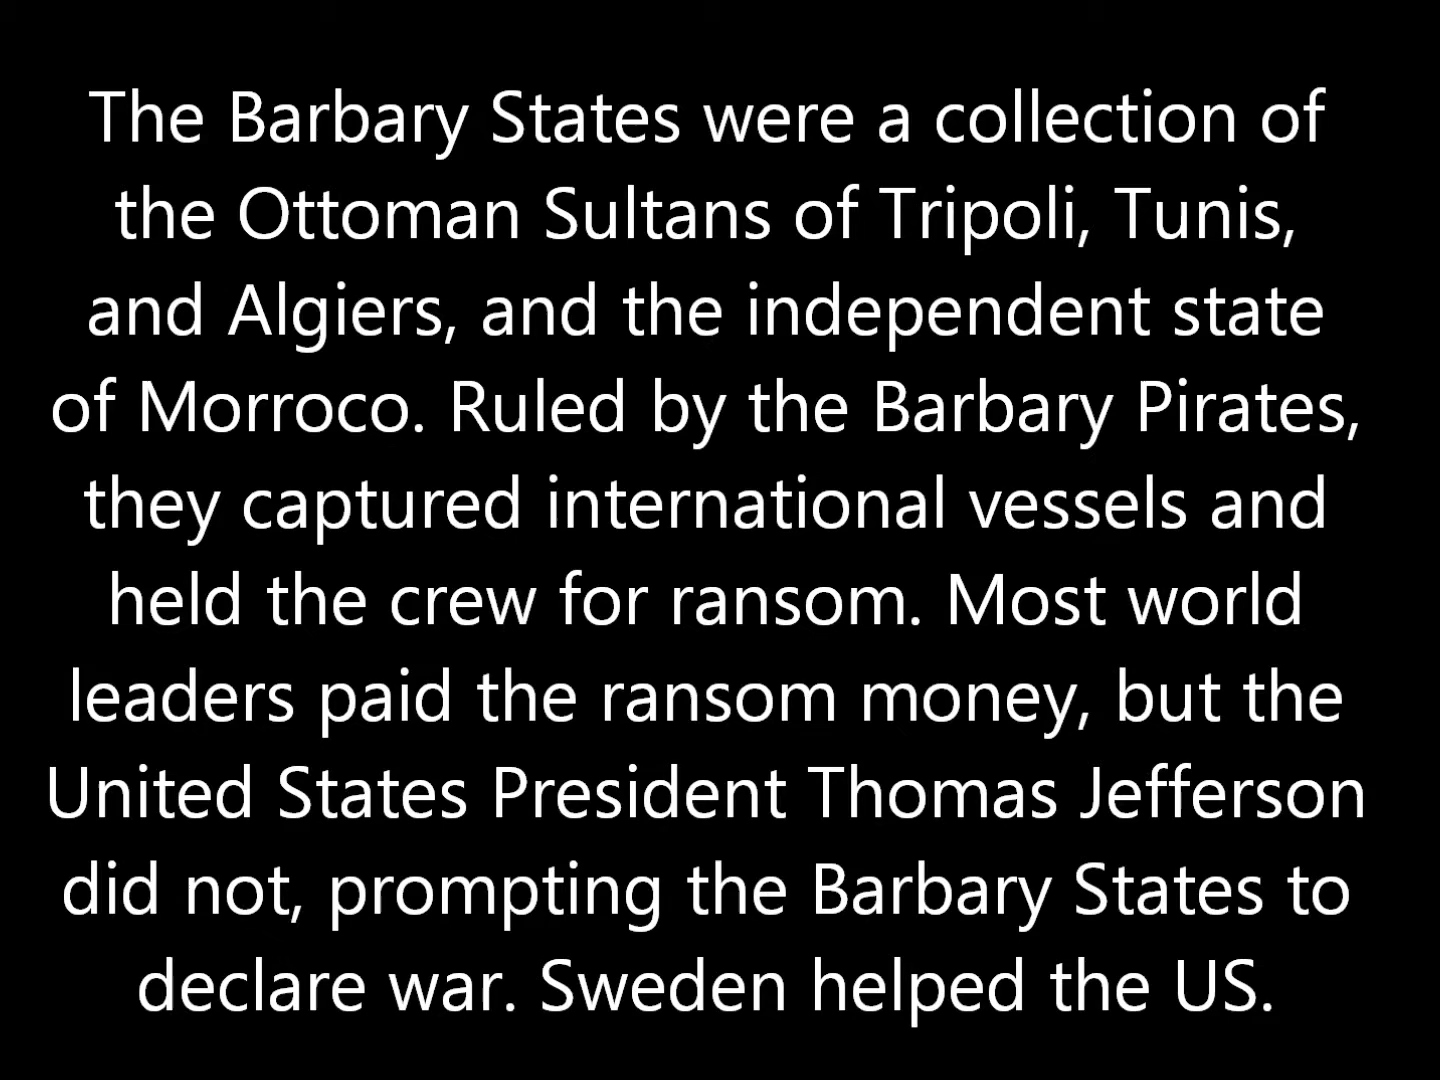 The Barbary States were a collection of
the Ottoman Sultans of Tripoli, Tunis,
and Algiers, and the independent state
of Morroco. Ruled by the Barbary Pirates,
they captured international vessels and
held the crew for ransom. Most world
leaders paid the ransom money, but the
United States President Thomas Jefferson
did not, prompting the Barbary States to
declare war. Sweden helped the US.